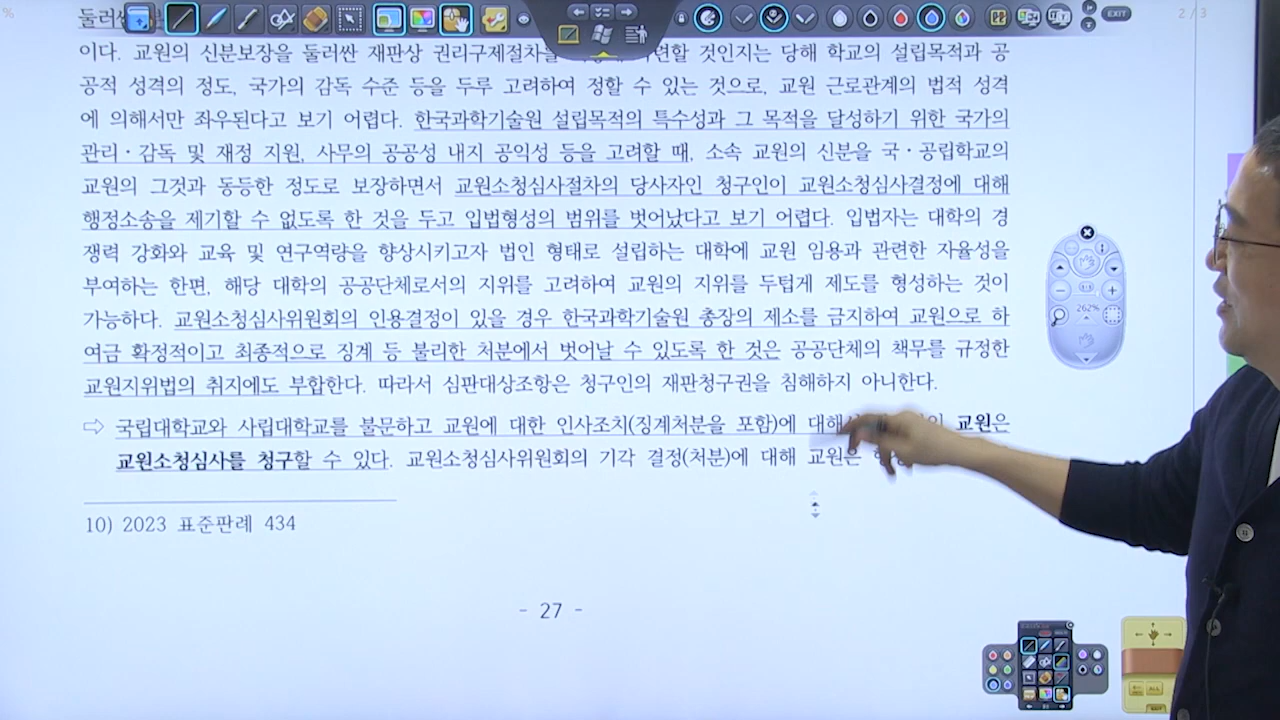 2 / 3
EXIT
%
둘러싼
이다. 교원의 신분보장을 둘러싼 재판상 권리구제절차를 마련할 것인지는 당해 학교의 설립목적과 공
공적 성격의 정도, 국가의 감독 수준 등을 두루 고려하여 정할 수 있는 것으로, 교원 근로관계의 법적 성격
에 의해서만 좌우된다고 보기 어렵다. 한국과학기술원 설립목적의 특수성과 그 목적을 달성하기 위한 국가의
관리·감독 및 재정 지원, 사무의 공공성 내지 공익성 등을 고려할 때, 소속 교원의 신분을 국·공립학교의
교원의 그것과 동등한 정도로 보장하면서 교원소청심사절차의 당사자인 청구인이 교원소청심사결정에 대해
행정소송을 제기할 수 없도록 한 것을 두고 입법형성의 범위를 벗어났다고 보기 어렵다. 입법자는 대학의 경
쟁력 강화와 교육 및 연구역량을 향상시키고자 법인 형태로 설립하는 대학에 교원 임용과 관련한 자율성을
부여하는 한편, 해당 대학의 공공단체로서의 지위를 고려하여 교원의 지위를 두텁게 제도를 형성하는 것이
가능하다. 교원소청심사위원회의 인용결정이 있을 경우 한국과학기술원 총장의 제소를 금지하여 교원으로 하
여금 확정적이고 최종적으로 징계 등 불리한 처분에서 벗어날 수 있도록 한 것은 공공단체의 책무를 규정한
교원지위법의 취지에도 부합한다. 따라서 심판대상조항은 청구인의 재판청구권을 침해하지 아니한다.
⇨ 국립대학교와 사립대학교를 불문하고 교원에 대한 인사조치(징계처분을 포함)에 교원은
교원소청심사를 청구할 수 있다. 교원소청심사위원회의 기각 결정(처분)에 대해 교원은
262%
10) 2023 표준판례 434
- 27 -
ALL
EXIT